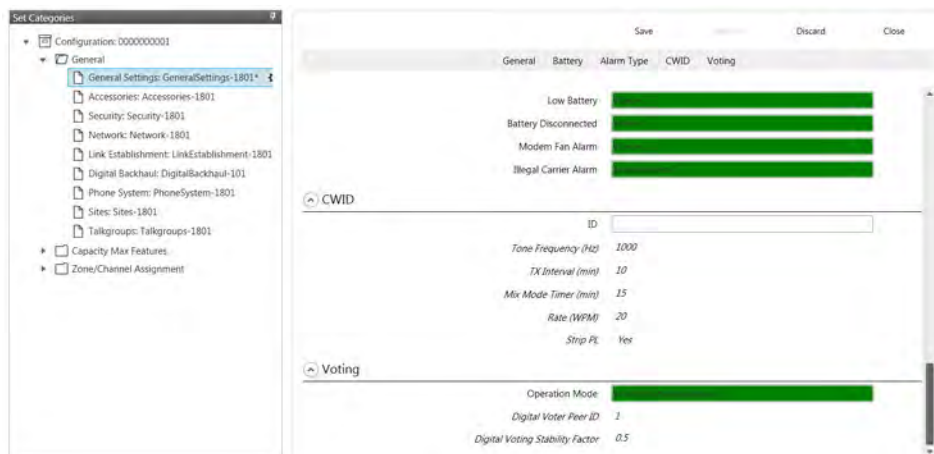 Set Categories
Configuration: 0000000001
General
General Settings: GeneralSettings-1801*
Accessories: Accessories-1801
Security: Security-1801
Network: Network-1801
Link Establishment: LinkEstablishment-1801
Digital Backhaul: DigitalBackhaul-101
Phone System: PhoneSystem-1801
Sites: Sites-1801
Talkgroups: Talkgroups-1801
Capacity Max Features
Zone/Channel Assignment
Save Discard Close
General Battery Alarm Type CWID Voting
Low Battery
Battery Disconnected
Modem Fan Alarm
Illegal Carrier Alarm
CWID
ID
Tone Frequency (Hz) 1000
TX Interval (min) 10
Mix Mode Timer (min) 15
Rate (WPM) 20
Strip PL Yes
Voting
Operation Mode
Digital Voter Peer ID 1
Digital Voting Stability Factor 0.5